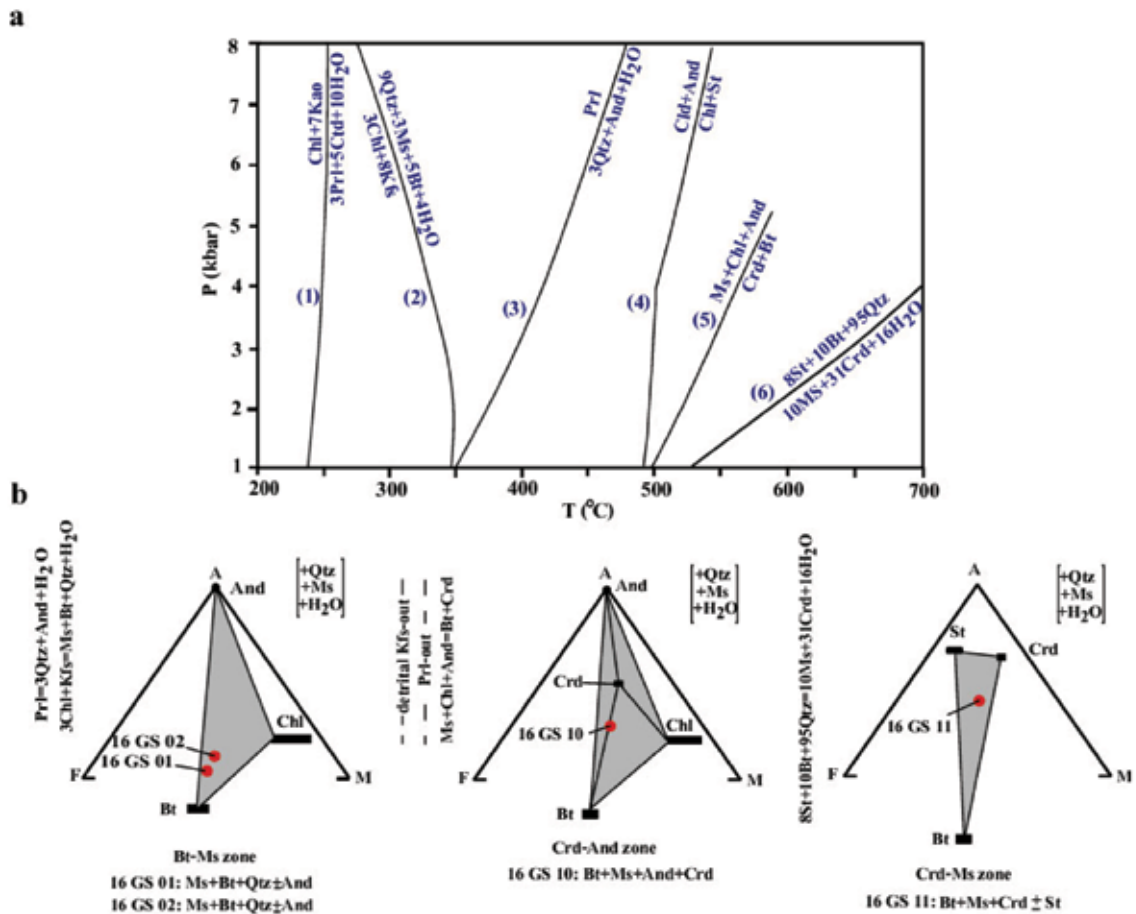 a
8
7
6
5
4
3
2
1
P (kbar)
200
300
400
500
600
700
T (°C)
Chl+7Kao
3Prl+5Ctd+10H₂O
(1)
9Qtz+3Ms+5Bt+4H₂O
3Chl+8Kfs
(2)
Prl
3Qtz+And+H₂O
(3)
Cld+And
Chl+St
(4)
Ms+Chl+And
Crd+Bt
(5)
8St+10Bt+95Qtz
10MS+31Crd+16H₂O
(6)
b
Prl=3Qtz+And+H₂O
3Chl+Kfs=Ms+Bt+Qtz+H₂O
A
And
[+Qtz
+Ms
+H₂O]
Chl
16 GS 02
16 GS 01
F
M
Bt
Bt-Ms zone
16 GS 01: Ms+Bt+Qtz±And
16 GS 02: Ms+Bt+Qtz±And
— —detrital Kfs-out —
— — Prl-out — —
Ms+Chl+And=Bt+Crd
A
And
[+Qtz
+Ms
+H₂O]
Crd
Chl
16 GS 10
F
M
Bt
Crd-And zone
16 GS 10: Bt+Ms+And+Crd
8St+10Bt+95Qtz=10Ms+31Crd+16H₂O
A
[+Qtz
+Ms
+H₂O]
St
Crd
16 GS 11
F
M
Bt
Crd-Ms zone
16 GS 11: Bt+Ms+Crd ± St